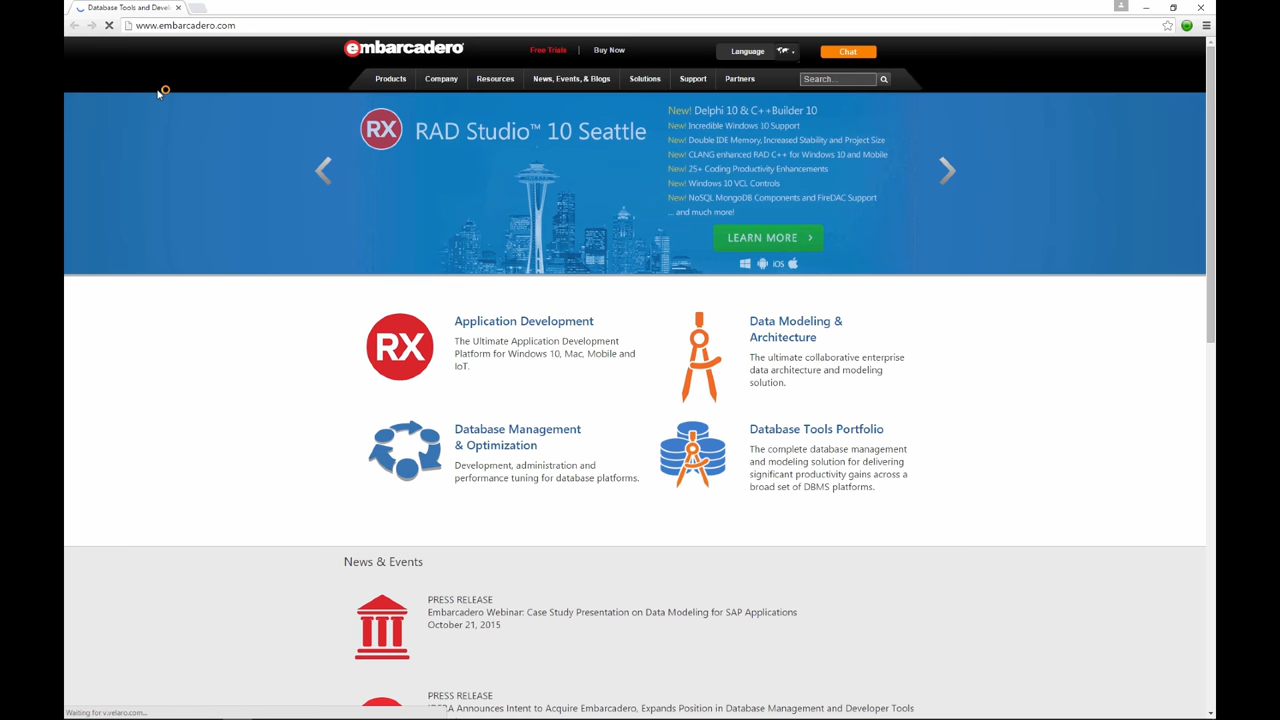 Database Tools and Devel
www.embarcadero.com
embarcadero
Free Trials | Buy Now
Language
Chat
Products
Company
Resources
News, Events, & Blogs
Solutions
Support
Partners
Search...
RX RAD Studio™ 10 Seattle
New! Delphi 10 & C++Builder 10
New! Incredible Windows 10 Support
New! Double IDE Memory, Increased Stability and Project Size
New! CLANG enhanced RAD C++ for Windows 10 and Mobile
New! 25+ Coding Productivity Enhancements
New! Windows 10 VCL Controls
New! NoSQL MongoDB Components and FireDAC Support
... and much more!
LEARN MORE
iOS
RX
Application Development
The Ultimate Application Development
Platform for Windows 10, Mac, Mobile and
IoT.
Data Modeling &
Architecture
The ultimate collaborative enterprise
data architecture and modeling
solution.
Database Management
& Optimization
Development, administration and
performance tuning for database platforms.
Database Tools Portfolio
The complete database management
and modeling solution for delivering
significant productivity gains across a
broad set of DBMS platforms.
News & Events
PRESS RELEASE
Embarcadero Webinar: Case Study Presentation on Data Modeling for SAP Applications
October 21, 2015
PRESS RELEASE
IDERA Announces Intent to Acquire Embarcadero, Expands Position in Database Management and Developer Tools
Waiting for v.velaro.com...